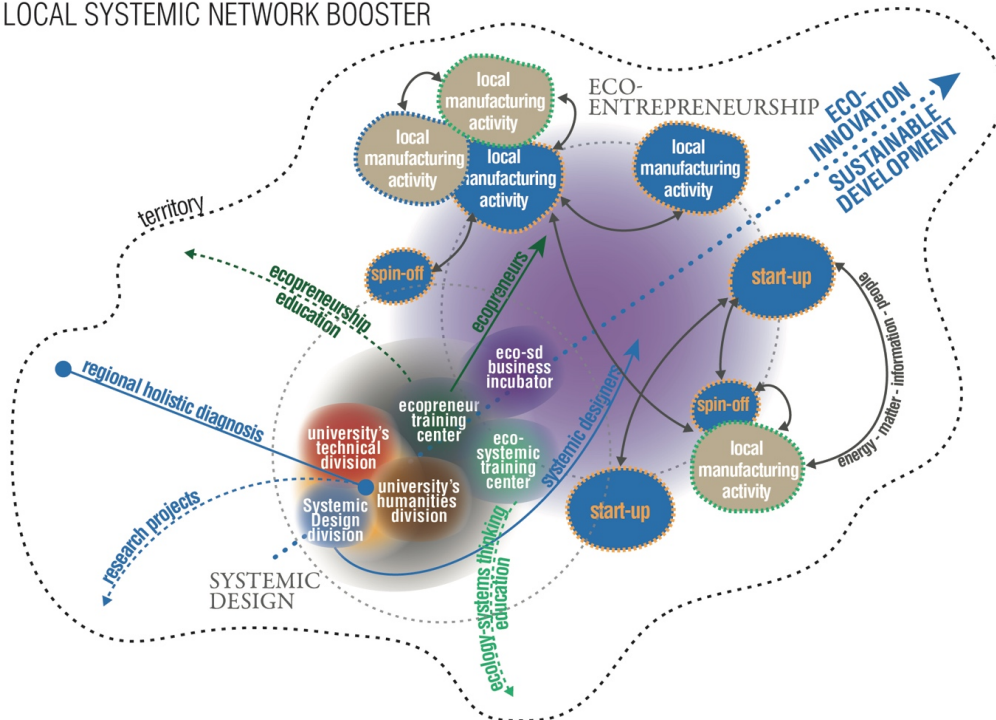 LOCAL SYSTEMIC NETWORK BOOSTER
local
manufacturing
activity
ECO-
ENTREPRENEURSHIP
ECO-
INNOVATION
SUSTAINABLE
DEVELOPMENT
local
manufacturing
activity
local
manufacturing
activity
local
manufacturing
activity
territory
spin-off
start-up
ecopreneurship
education
ecopreneurs
energy - matter - information - people
eco-sd
business
incubator
regional holistic diagnosis
ecopreneur
training
center
systemic designers
spin-off
university's
technical
division
eco-
systemic
training
center
local
manufacturing
activity
university's
humanities
division
research projects
Systemic
Design
division
start-up
SYSTEMIC
DESIGN
ecology-systems thinking
education